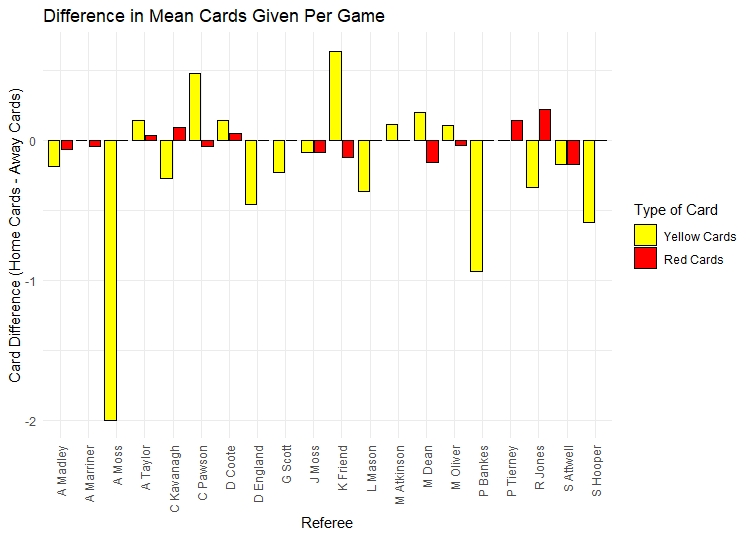 Difference in Mean Cards Given Per Game
Card Difference (Home Cards - Away Cards)
0
-1
-2
A Madley
A Marriner
A Moss
A Taylor
C Kavanagh
C Pawson
D Coote
D England
G Scott
J Moss
K Friend
L Mason
M Atkinson
M Dean
M Oliver
P Bankes
P Tierney
R Jones
S Attwell
S Hooper
Referee
Type of Card
Yellow Cards
Red Cards